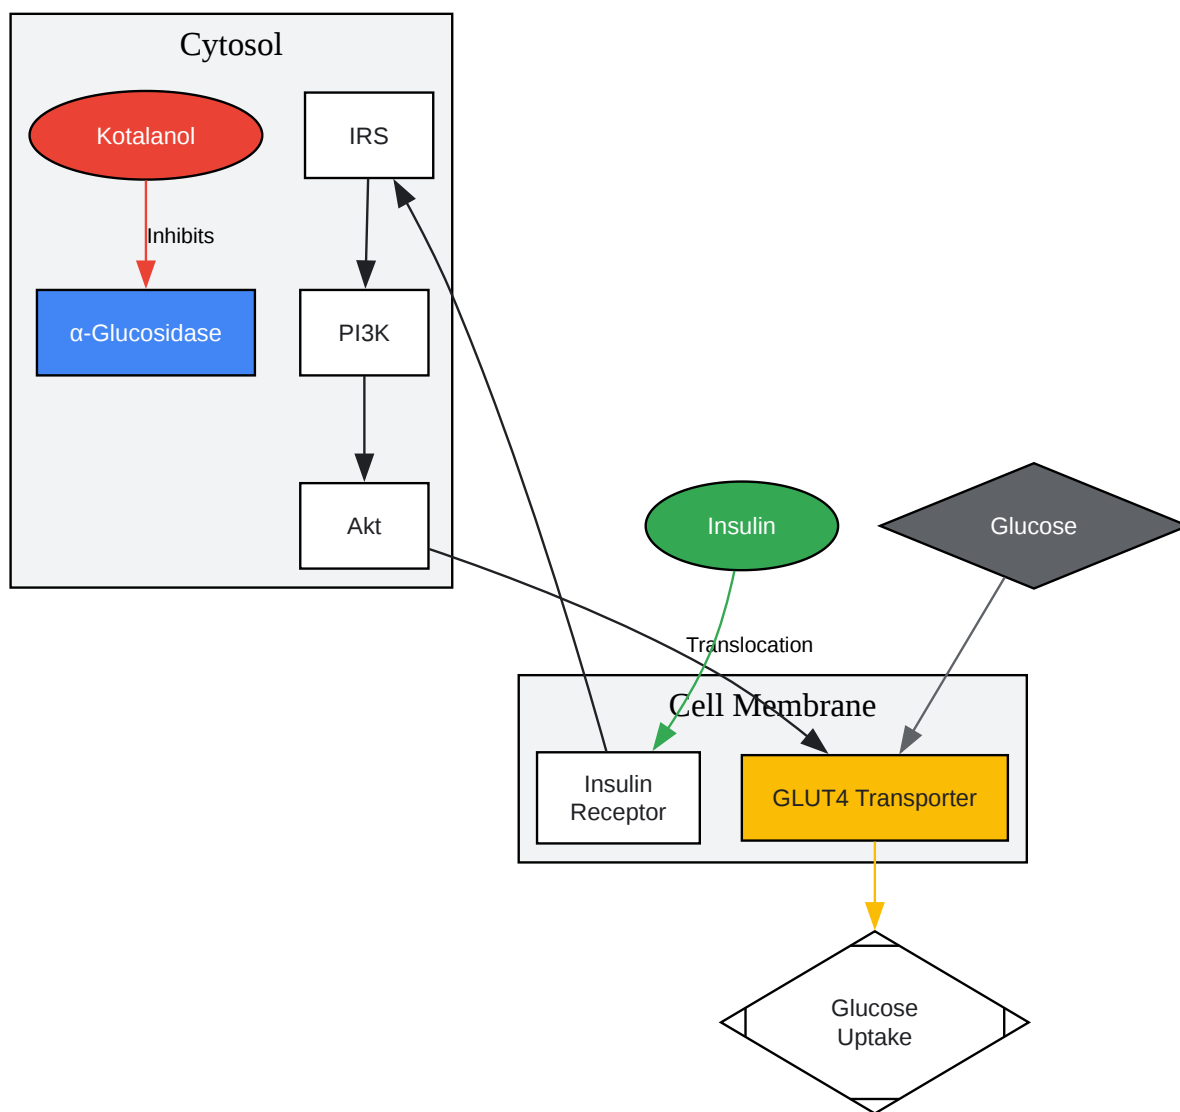 Cytosol
Kotalanol
IRS
Inhibits
α-Glucosidase
PI3K
Akt
Insulin
Glucose
Translocation
Cell Membrane
Insulin
Receptor
GLUT4 Transporter
Glucose
Uptake